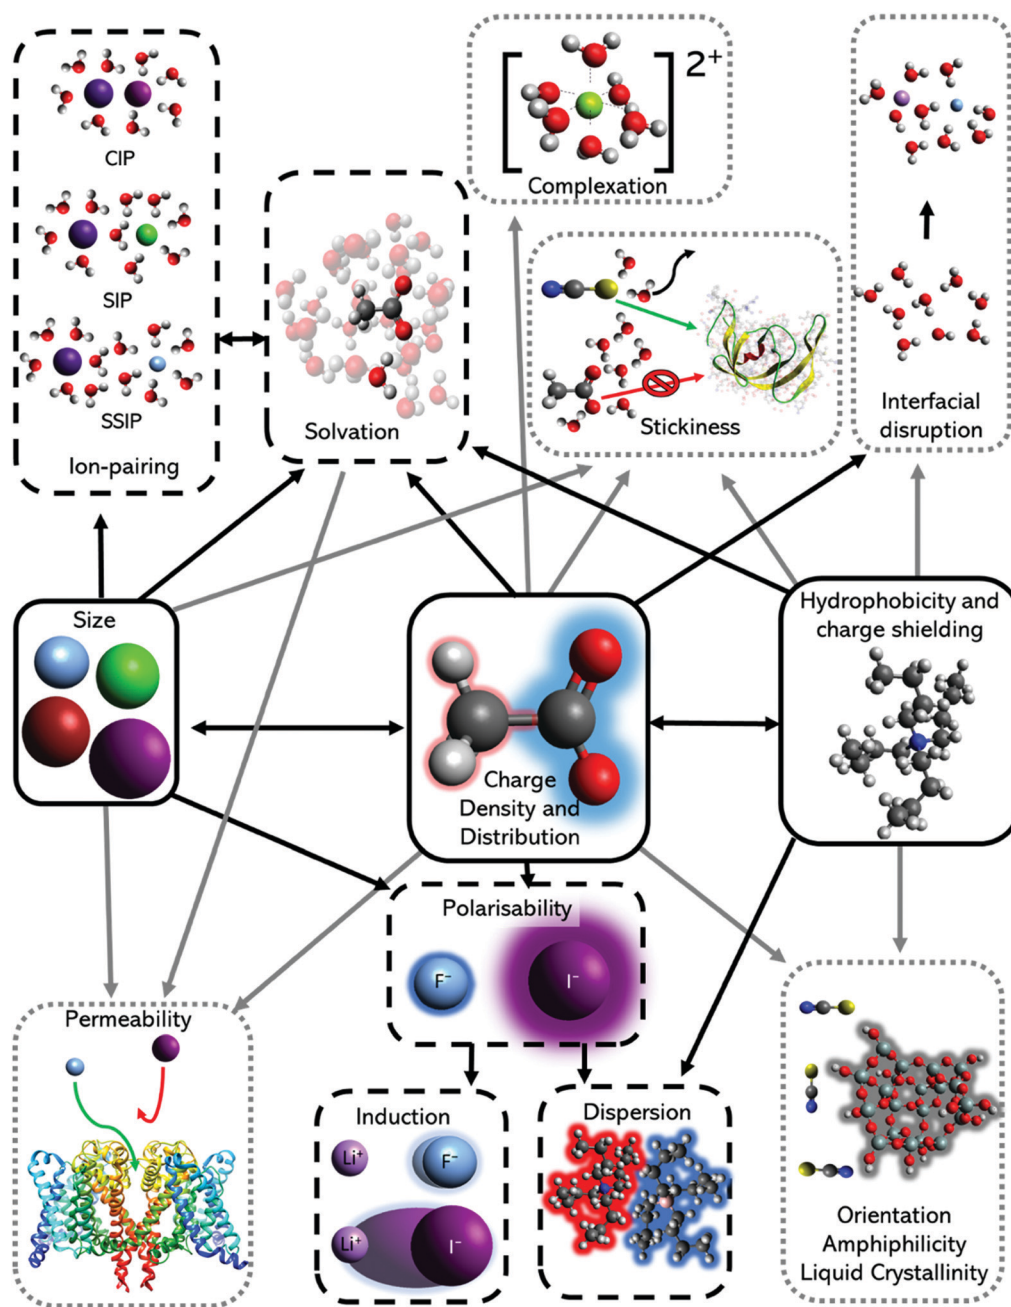 CIP
SIP
SSIP
Ion-pairing
Solvation
2+
Complexation
Stickiness
Interfacial
disruption
Size
Charge
Density and
Distribution
Hydrophobicity and
charge shielding
Polarisability
F⁻
I⁻
Permeability
Induction
Li⁺
F⁻
Li⁺
I⁻
Dispersion
Orientation
Amphiphilicity
Liquid Crystallinity